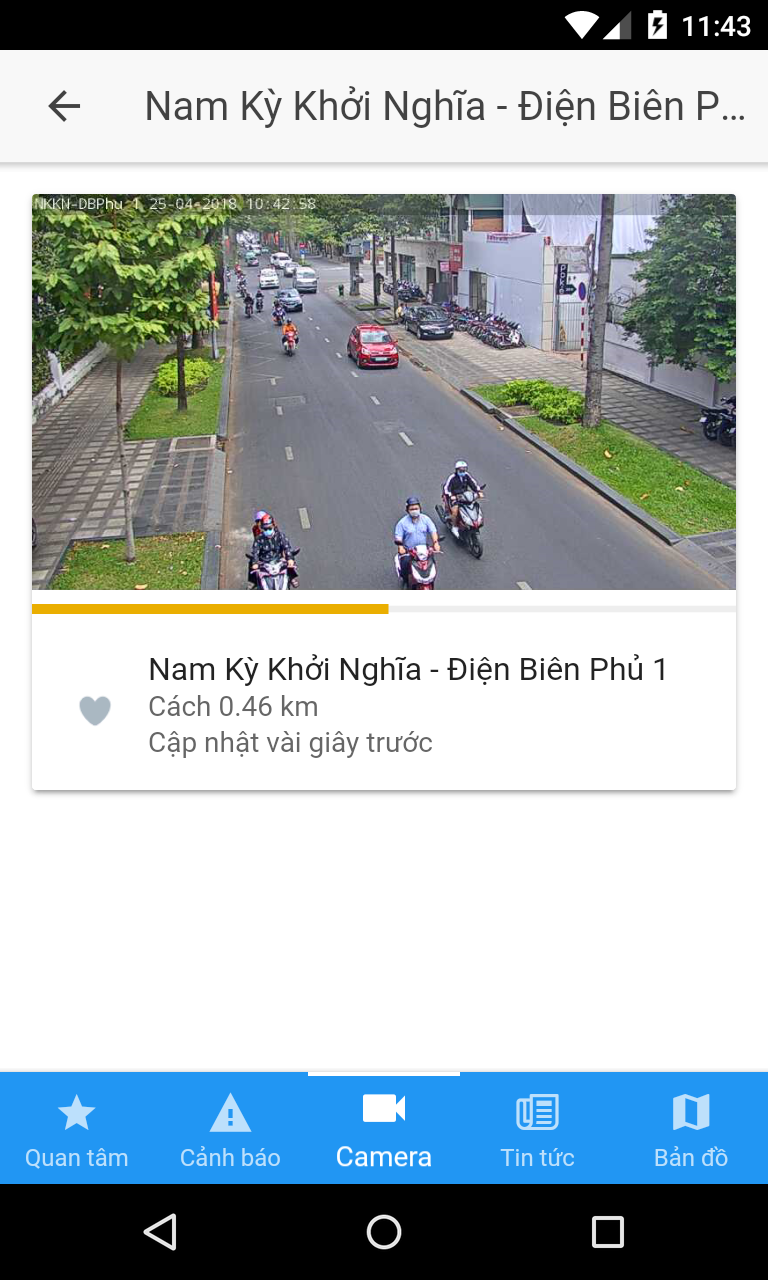 11:43
Nam Kỳ Khởi Nghĩa - Điện Biên P...
NKKN-DBPhu 1 25-04-2018 10:42:58
Nam Kỳ Khởi Nghĩa - Điện Biên Phủ 1
Cách 0.46 km
Cập nhật vài giây trước
Quan tâm
Cảnh báo
Camera
Tin tức
Bản đồ